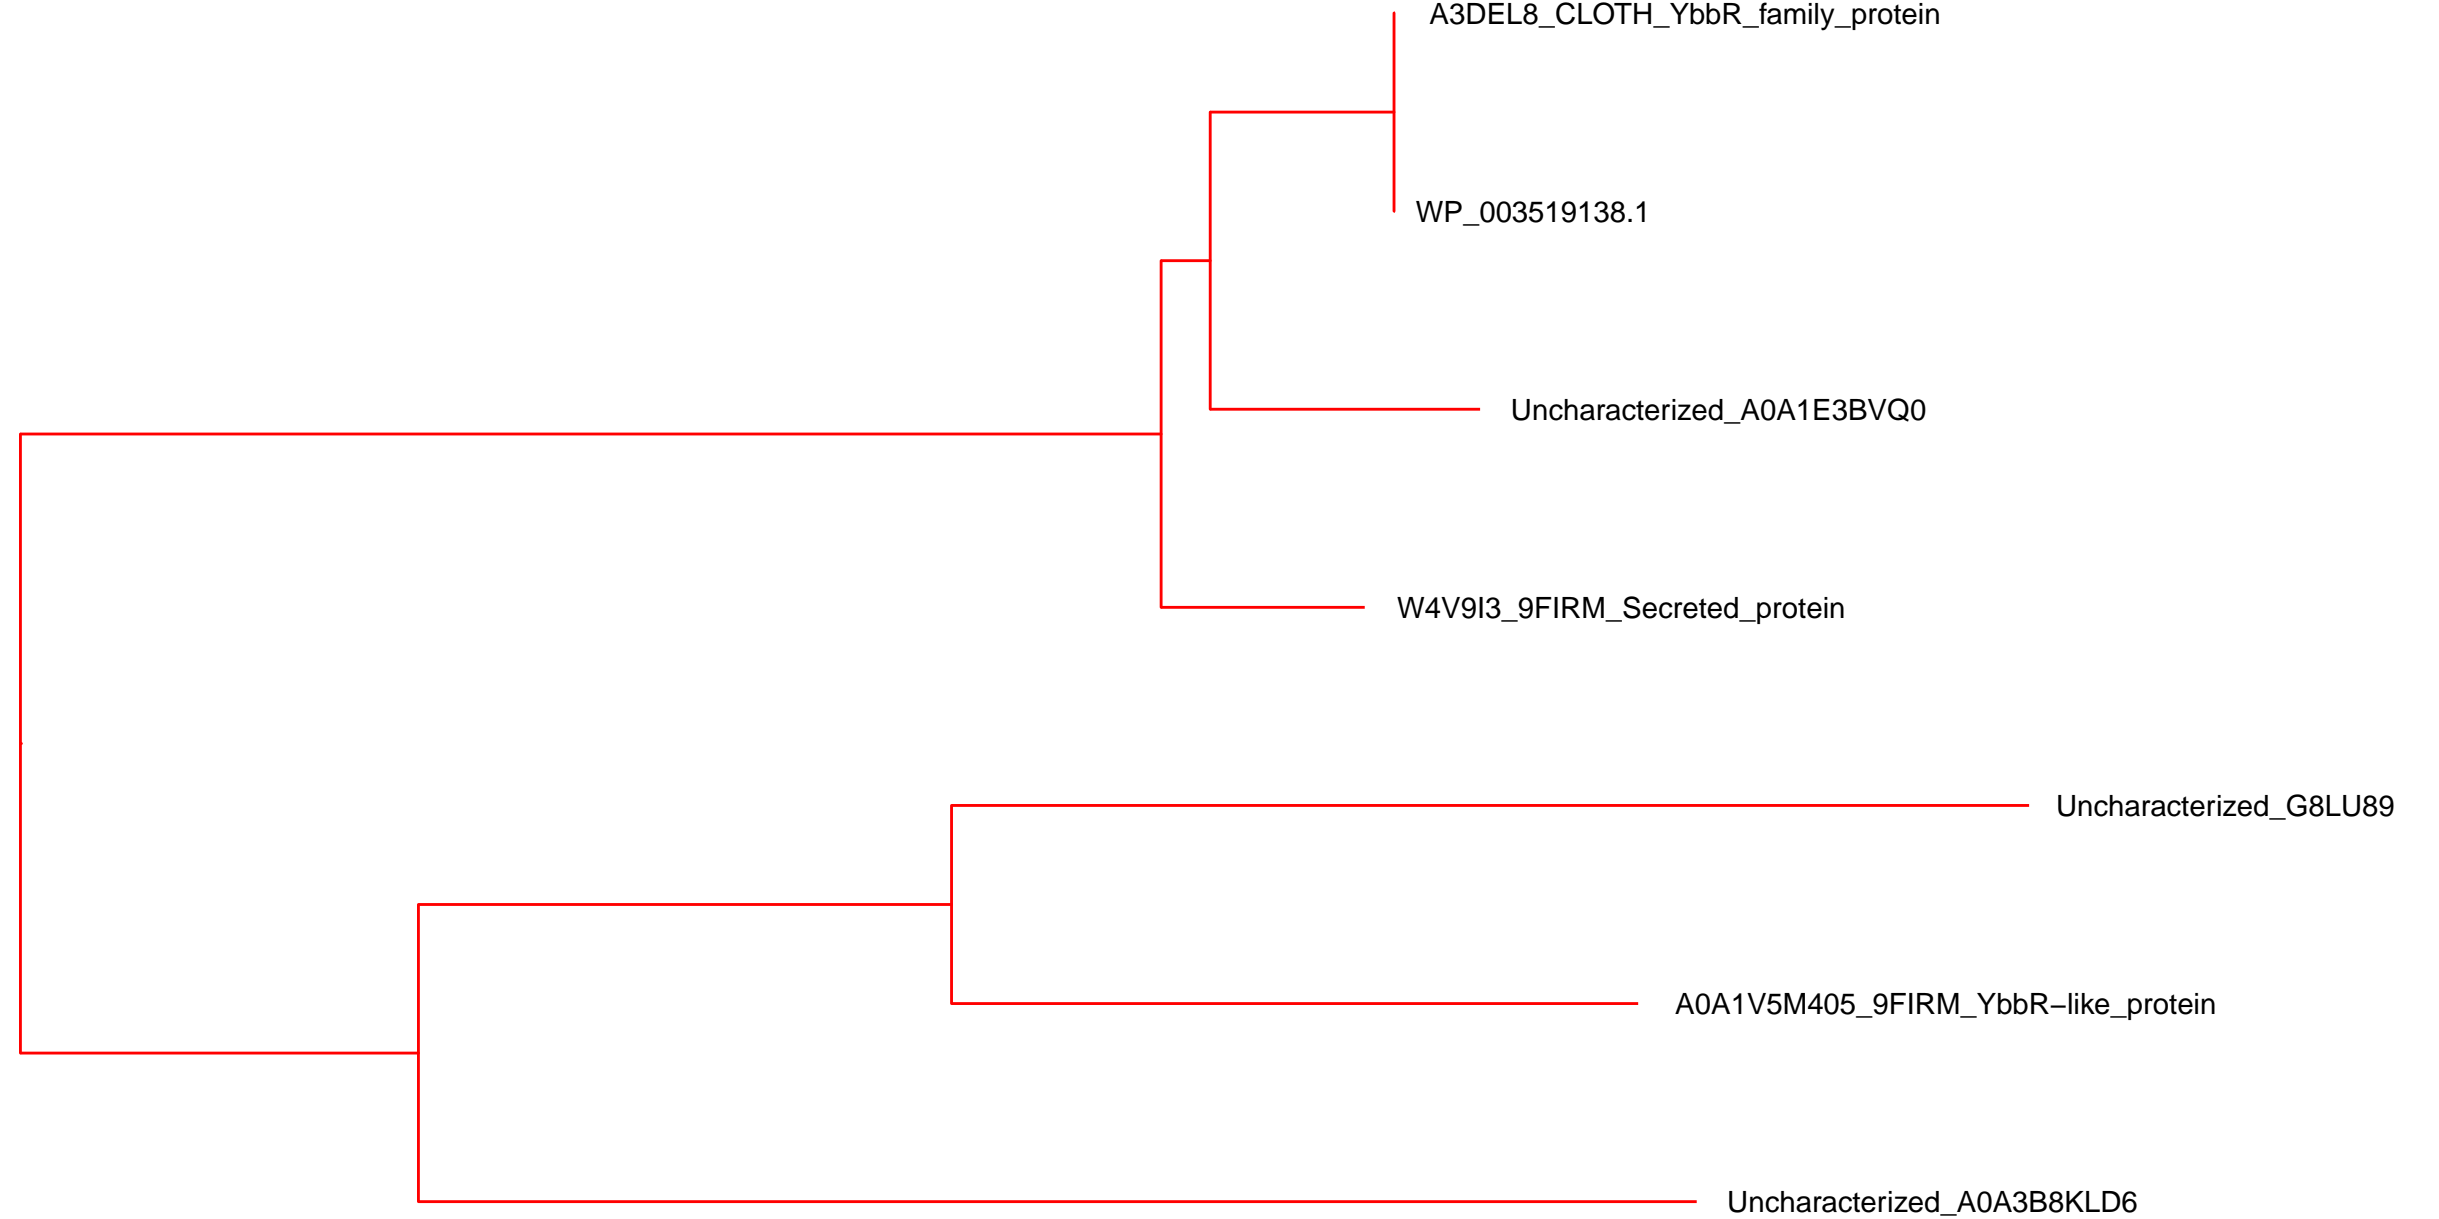 A3DEL8_CLOTH_YbbR_family_protein
WP_003519138.1
Uncharacterized_A0A1E3BVQ0
W4V9I3_9FIRM_Secreted_protein
Uncharacterized_G8LU89
A0A1V5M405_9FIRM_YbbR−like_protein
Uncharacterized_A0A3B8KLD6